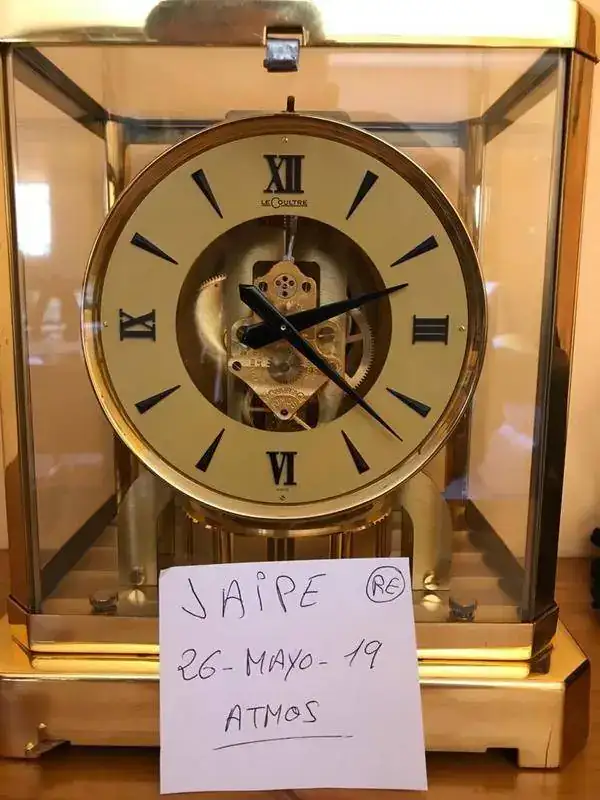 XII
LECOULTRE
III
VI
IX
JAIPE RE
26-MAYO-19
ATMOS